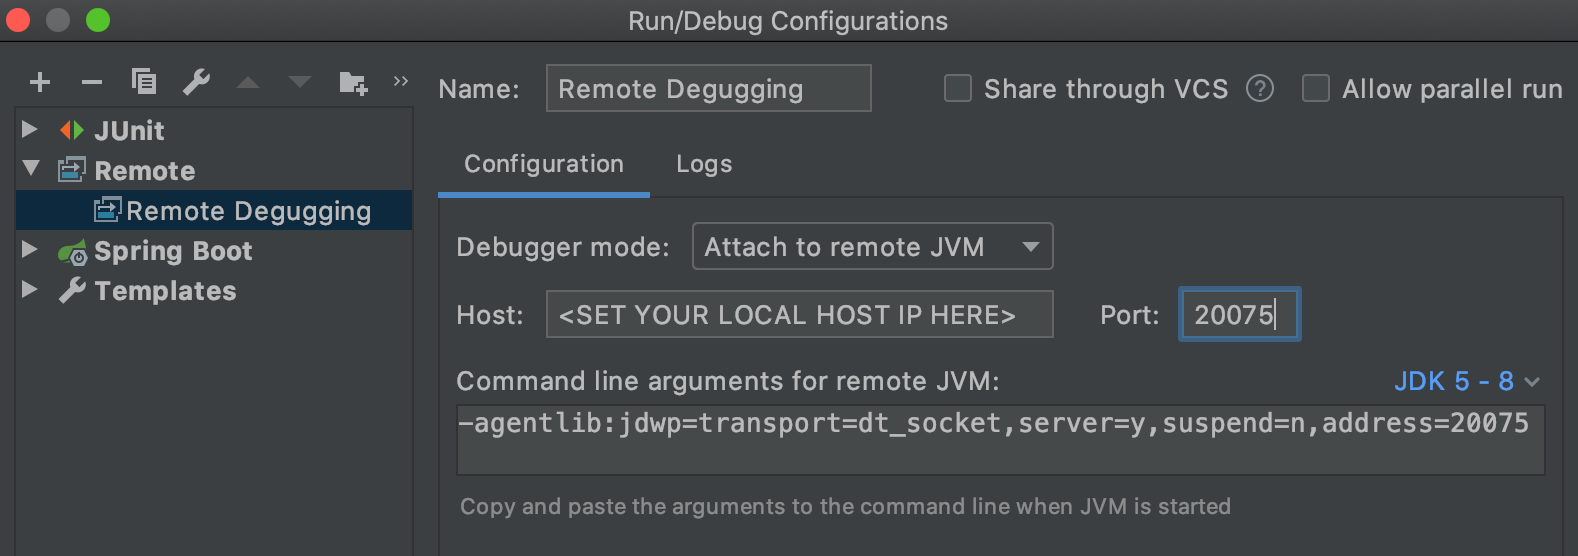 Run/Debug Configurations
Name: Remote Degugging Share through VCS ? Allow parallel run
JUnit
Remote
Remote Degugging
Spring Boot
Templates
Configuration Logs
Debugger mode: Attach to remote JVM
Host: <SET YOUR LOCAL HOST IP HERE> Port: 20075
Command line arguments for remote JVM: JDK 5 - 8
-agentlib:jdwp=transport=dt_socket,server=y,suspend=n,address=20075
Copy and paste the arguments to the command line when JVM is started